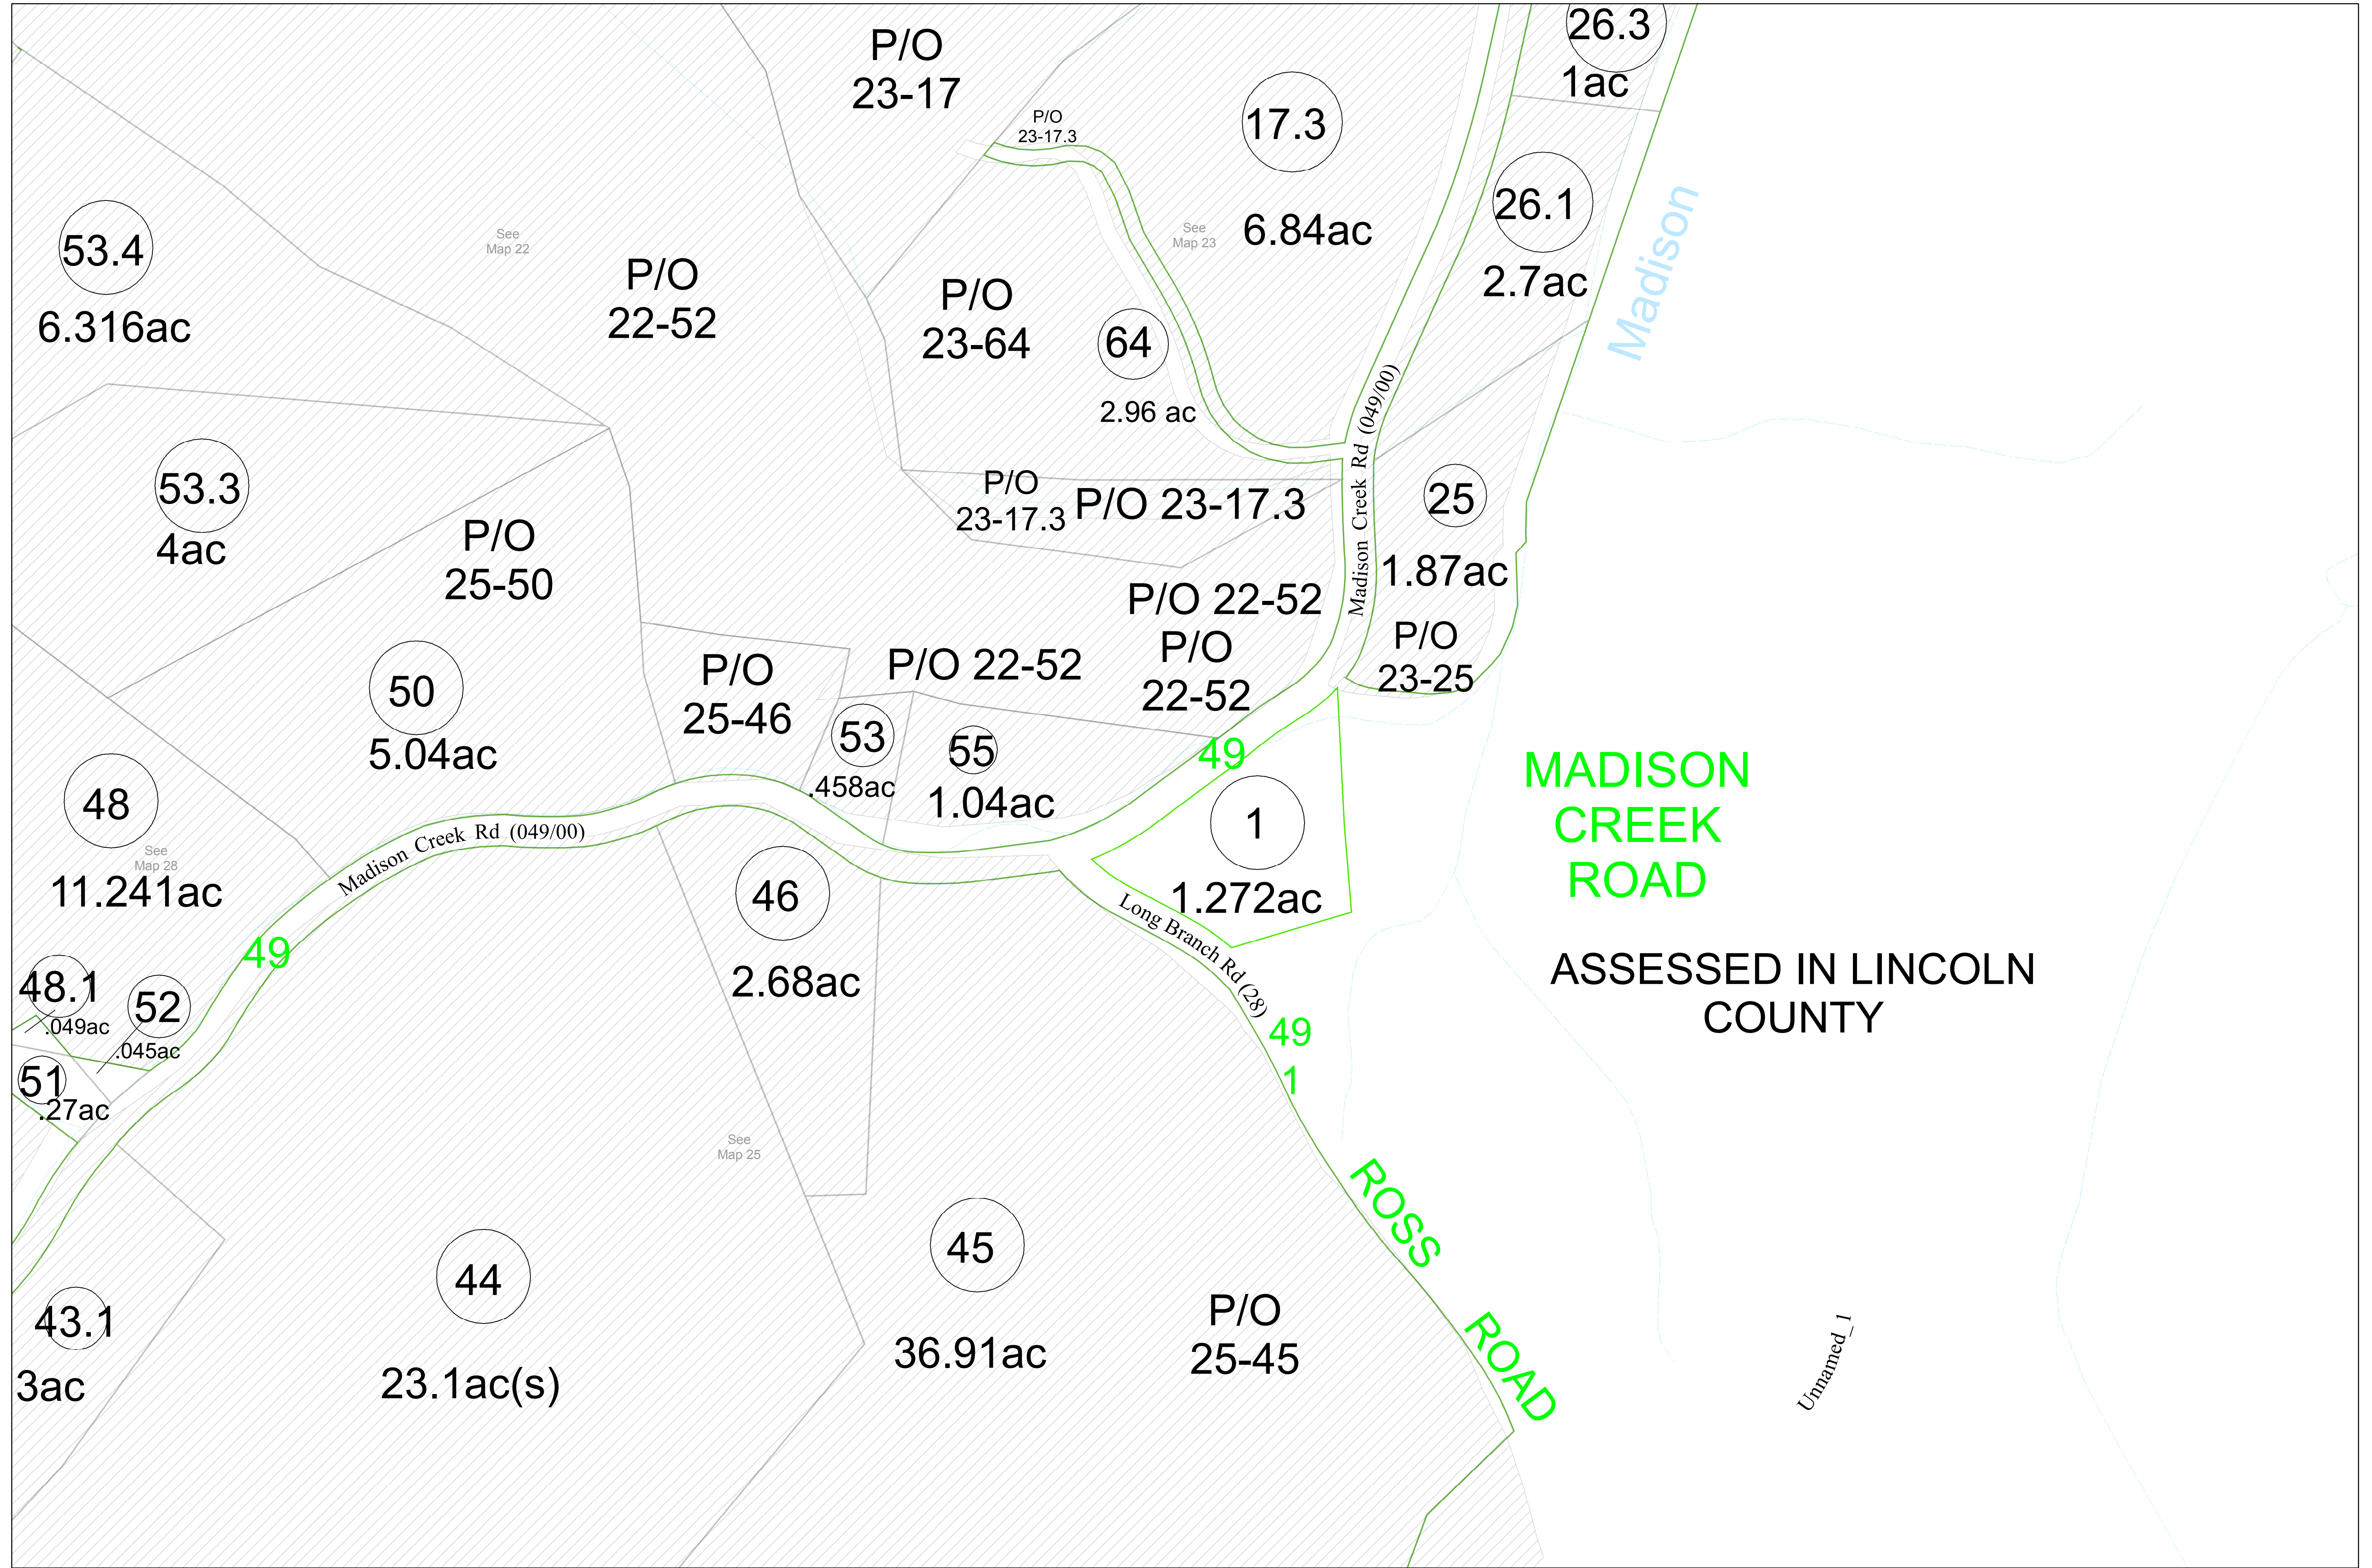 26.3
1ac
P/O
23-17
P/O
23-17.3
17.3
6.84ac
26.1
2.7ac
Madison
53.4
6.316ac
See
Map 22
See
Map 23
P/O
22-52
P/O
23-64
64
2.96 ac
Madison Creek Rd (049/00)
53.3
4ac
P/O
25-50
P/O
23-17.3
P/O 23-17.3
25
1.87ac
P/O 22-52
P/O
22-52
P/O
23-25
50
5.04ac
P/O
25-46
P/O 22-52
53
.458ac
55
1.04ac
49
1
1.272ac
MADISON
CREEK
ROAD
48
See
Map 28
11.241ac
Madison Creek Rd (049/00)
46
2.68ac
Long Branch Rd (28)
ASSESSED IN LINCOLN
COUNTY
49
48.1
.049ac
52
.045ac
51
.27ac
49
1
See
Map 25
ROSS
ROAD
43.1
3ac
44
23.1ac(s)
45
36.91ac
P/O
25-45
Unnamed_1